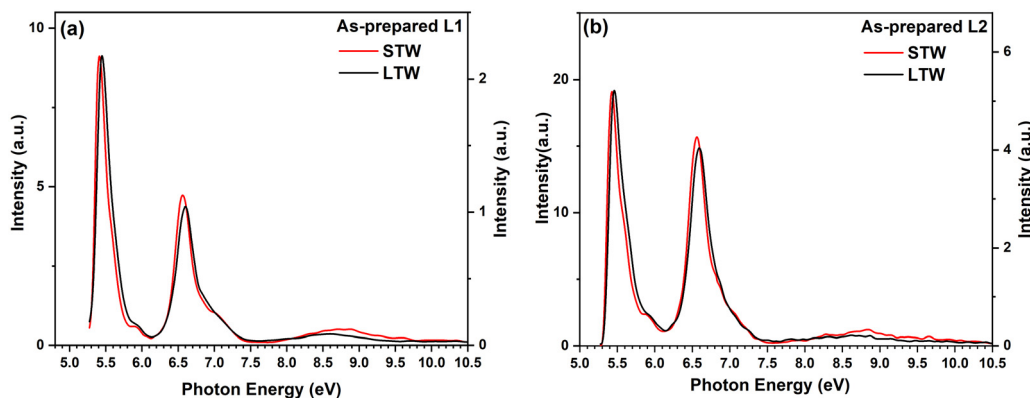 (a)
As-prepared L1
STW
LTW
10
5
0
2
1
0
Intensity (a.u.)
Intensity (a.u.)
5.0 5.5 6.0 6.5 7.0 7.5 8.0 8.5 9.0 9.5 10.0 10.5
Photon Energy (eV)
(b)
As-prepared L2
STW
LTW
20
10
0
6
4
2
0
Intensity(a.u.)
Intensity (a.u.)
5.0 5.5 6.0 6.5 7.0 7.5 8.0 8.5 9.0 9.5 10.0 10.5
Photon Energy (eV)